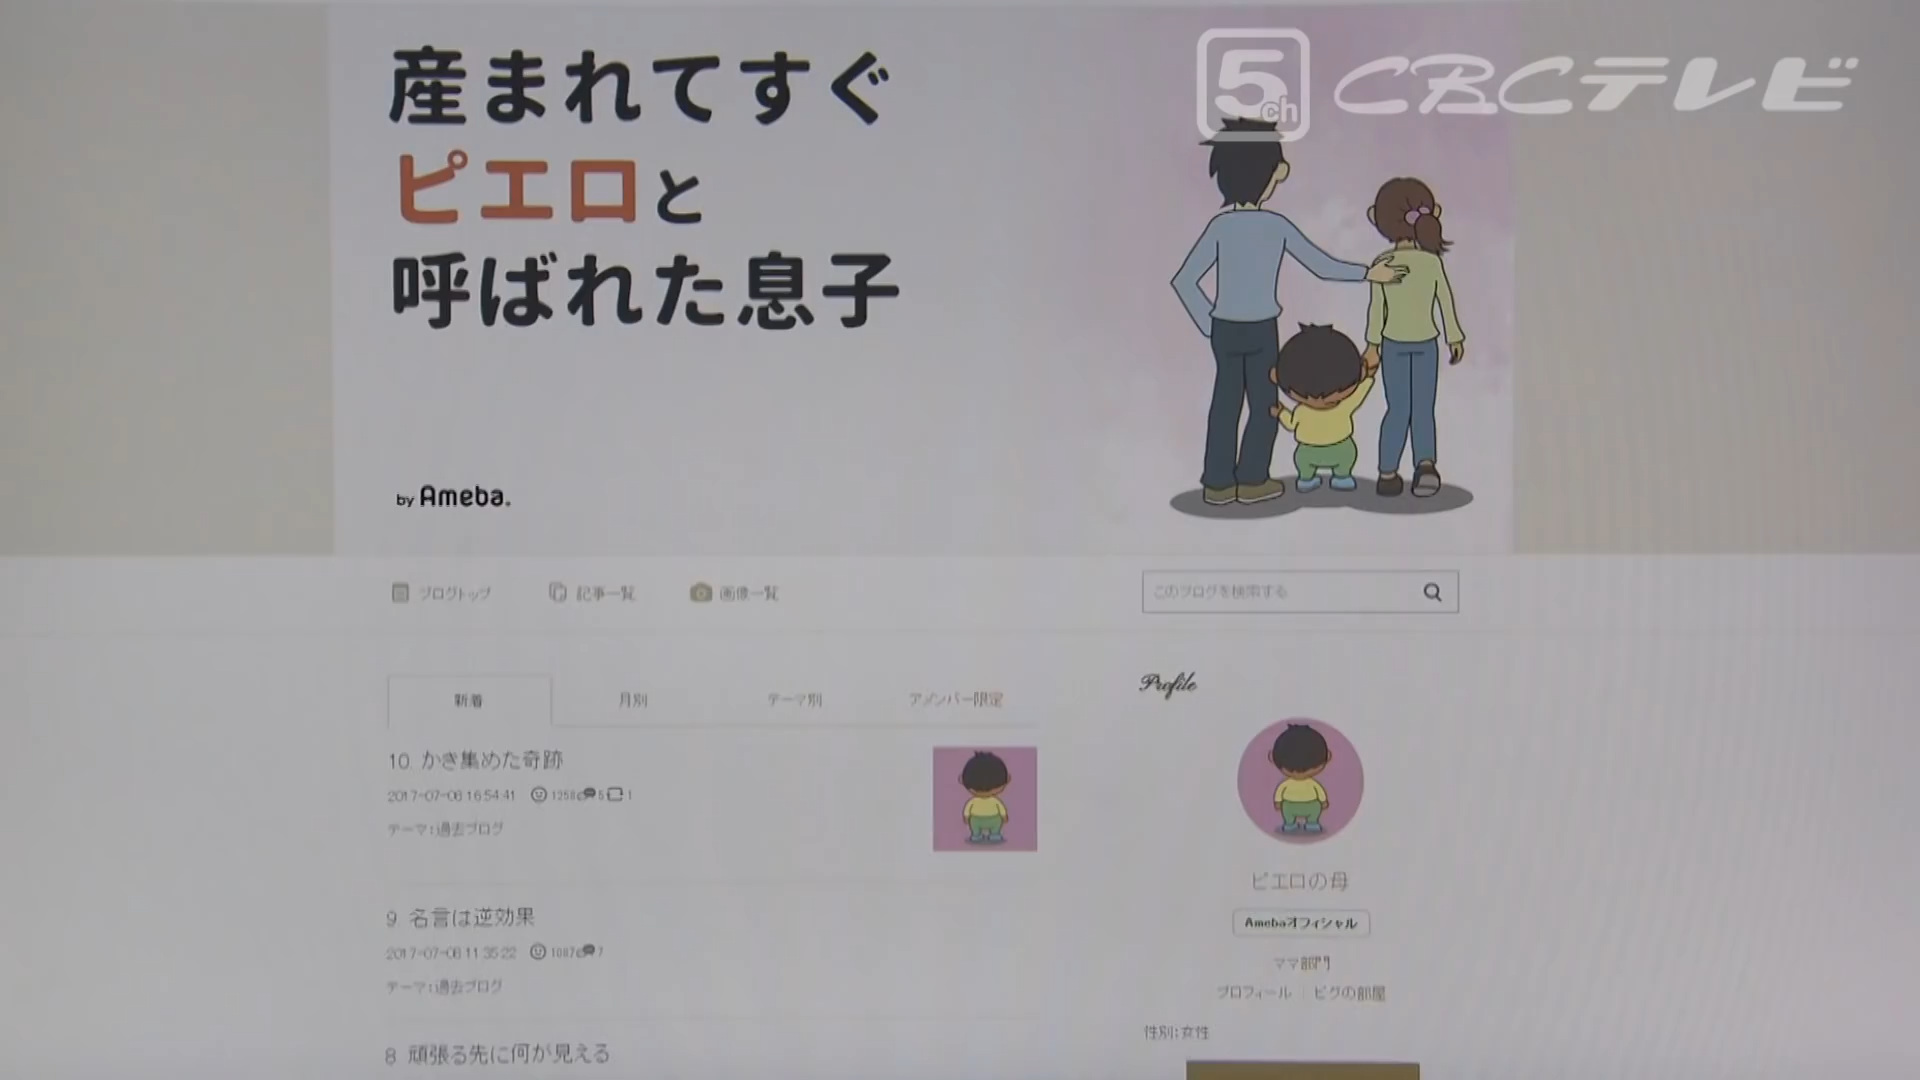 産まれてすぐ
ピエロと
呼ばれた息子
5ch CBCテレビ
by Ameba.
ブログトップ
記事一覧
画像一覧
このブログを検索する
新着
月別
テーマ別
アメンバー限定
Profile
10 かき集めた奇跡
2017-07-08 16:54:41
テーマ:過去ブログ
9 名言は逆効果
2017-07-08 11:35:22
テーマ:過去ブログ
8 頑張る先に何が見える
ピエロの母
Amebaオフィシャル
ママ部門
プロフィール | ピグの部屋
性別:女性